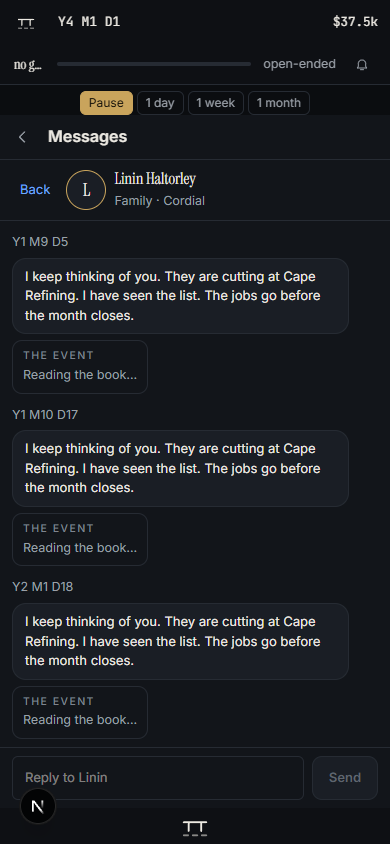 Y4 M1 D1
$37.5k
no g...
open-ended
Pause
1 day
1 week
1 month
Messages
Back
L
Linin Haltorley
Family · Cordial
Y1 M9 D5
I keep thinking of you. They are cutting at Cape
Refining. I have seen the list. The jobs go before
the month closes.
THE EVENT
Reading the book...
Y1 M10 D17
I keep thinking of you. They are cutting at Cape
Refining. I have seen the list. The jobs go before
the month closes.
THE EVENT
Reading the book...
Y2 M1 D18
I keep thinking of you. They are cutting at Cape
Refining. I have seen the list. The jobs go before
the month closes.
THE EVENT
Reading the book...
Reply to Linin
Send
N